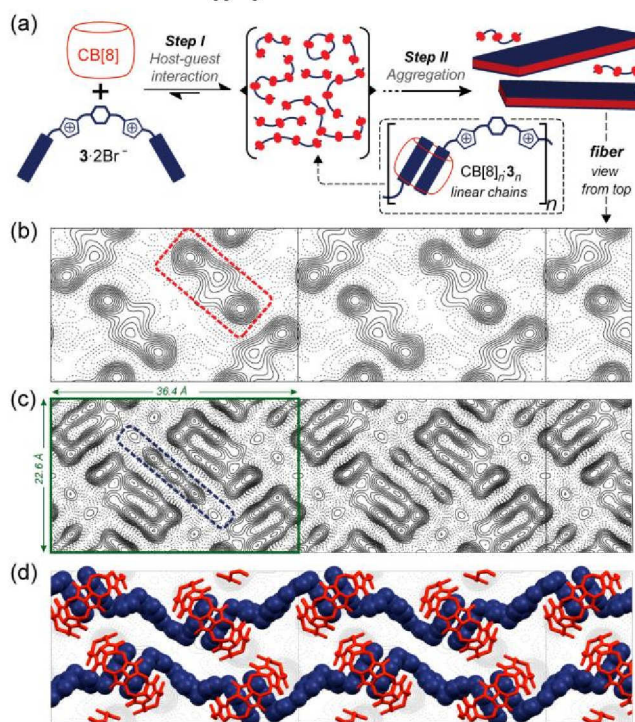 (a)
CB[8]
+
3·2Br⁻
Step I
Host-guest
interaction
Step II
Aggregation
CB[8]ₙ·3ₙ
linear chains
n
fiber
view
from top
(b)
(c)
36.4 Å
22.6 Å
(d)